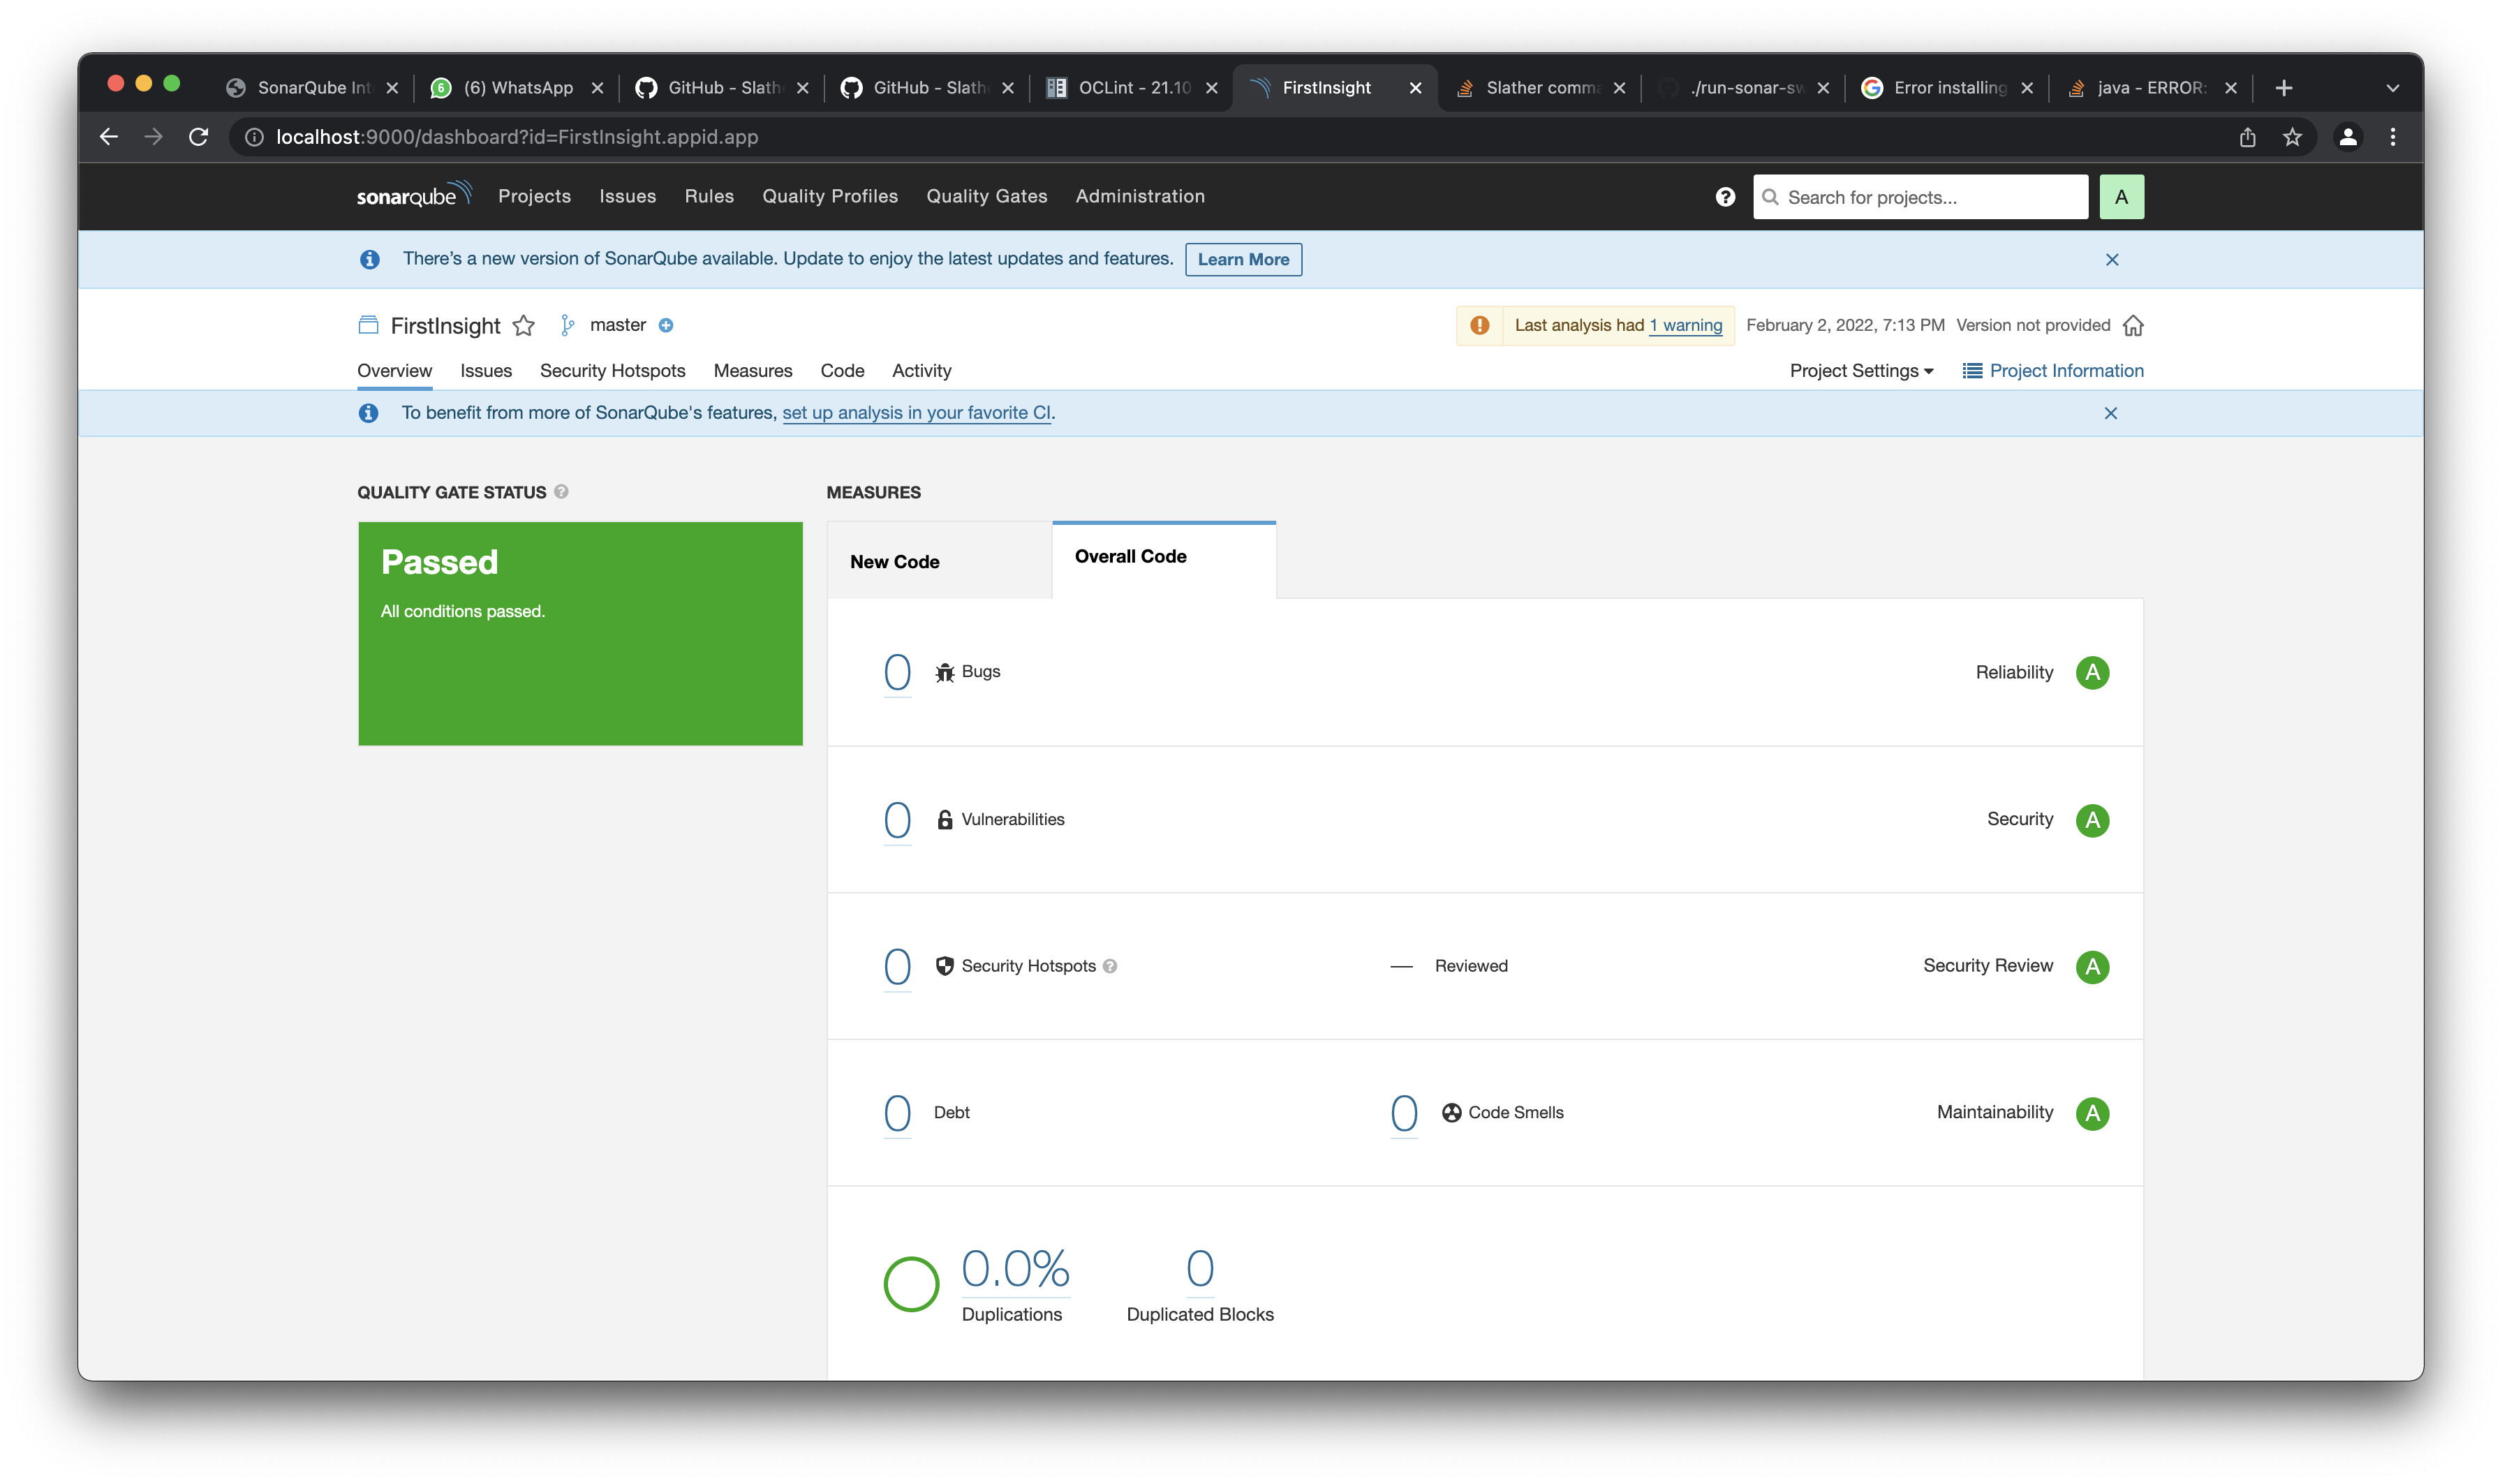 SonarQube Int
(6) WhatsApp
GitHub - Slath
GitHub - Slath
OCLint - 21.10
FirstInsight
Slather comma
./run-sonar-sw
Error installing
java - ERROR:
localhost:9000/dashboard?id=FirstInsight.appid.app
sonarqube Projects Issues Rules Quality Profiles Quality Gates Administration Search for projects... A
There's a new version of SonarQube available. Update to enjoy the latest updates and features. Learn More
FirstInsight master Last analysis had 1 warning February 2, 2022, 7:13 PM Version not provided
Overview Issues Security Hotspots Measures Code Activity Project Settings Project Information
To benefit from more of SonarQube's features, set up analysis in your favorite CI.
QUALITY GATE STATUS
Passed
All conditions passed.
MEASURES
New Code Overall Code
0 Bugs Reliability A
0 Vulnerabilities Security A
0 Security Hotspots — Reviewed Security Review A
0 Debt 0 Code Smells Maintainability A
0.0% 0
Duplications Duplicated Blocks